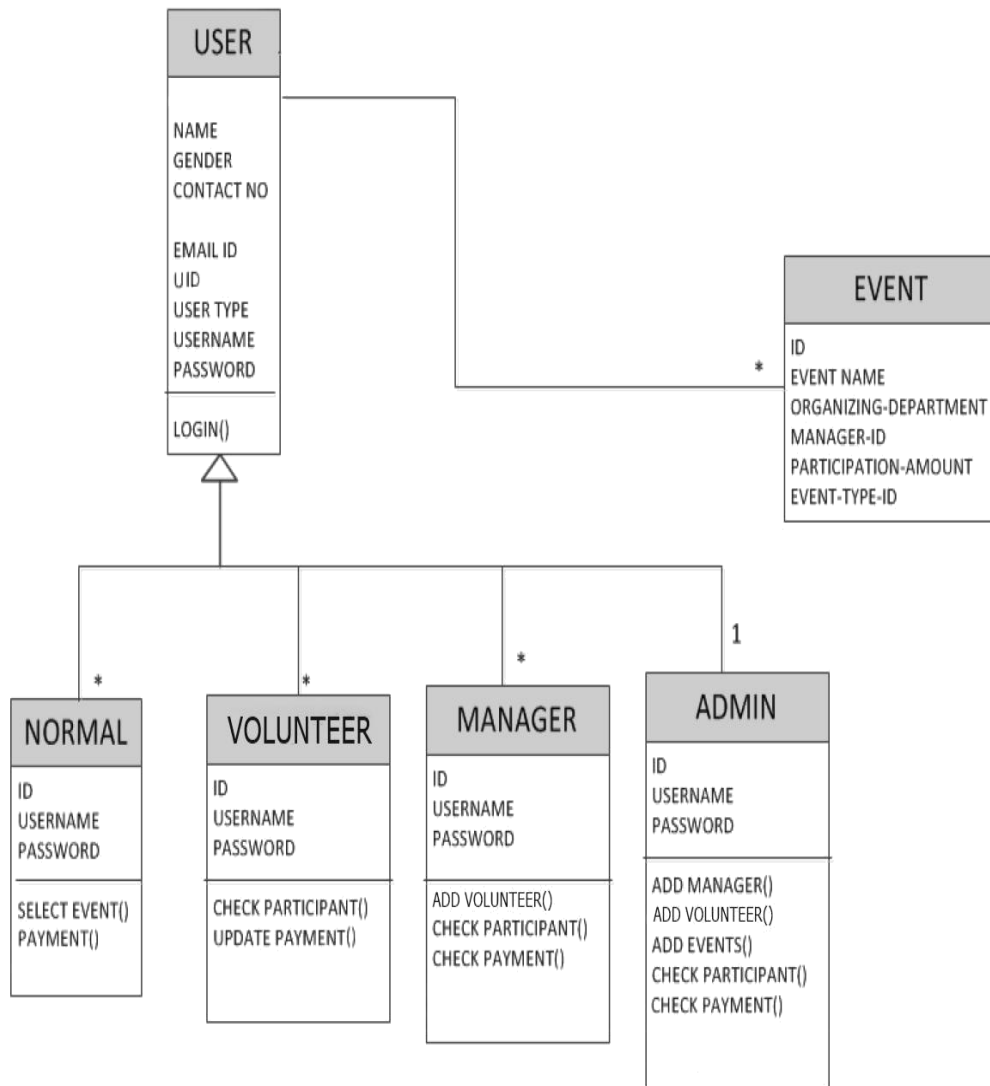 USER
NAME
GENDER
CONTACT NO
EMAIL ID
UID
USER TYPE
USERNAME
PASSWORD
LOGIN()
*
EVENT
ID
EVENT NAME
ORGANIZING-DEPARTMENT
MANAGER-ID
PARTICIPATION-AMOUNT
EVENT-TYPE-ID
*
NORMAL
ID
USERNAME
PASSWORD
SELECT EVENT()
PAYMENT()
*
VOLUNTEER
ID
USERNAME
PASSWORD
CHECK PARTICIPANT()
UPDATE PAYMENT()
*
MANAGER
ID
USERNAME
PASSWORD
ADD VOLUNTEER()
CHECK PARTICIPANT()
CHECK PAYMENT()
1
ADMIN
ID
USERNAME
PASSWORD
ADD MANAGER()
ADD VOLUNTEER()
ADD EVENTS()
CHECK PARTICIPANT()
CHECK PAYMENT()